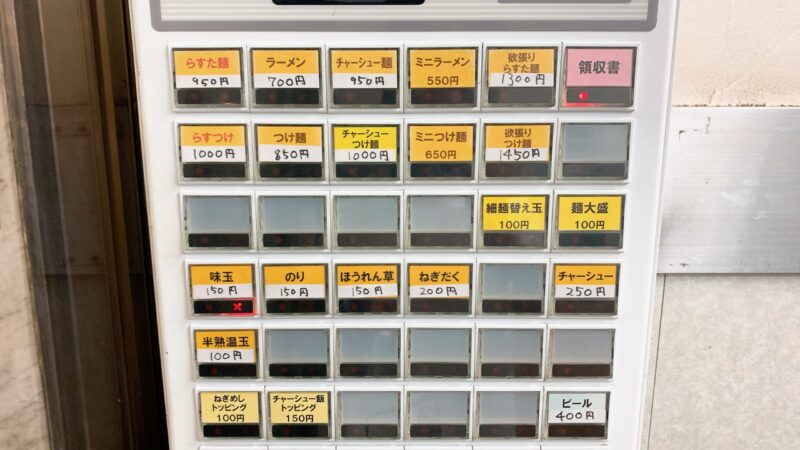 らすた麺
950円
ラーメン
700円
チャーシュー麺
950円
ミニラーメン
550円
欲張り
らすた麺
1300円
領収書
らすつけ
1000円
つけ麺
850円
チャーシュー
つけ麺
1000円
ミニつけ麺
650円
欲張り
つけ麺
1450円
細麺替え玉
100円
麺大盛
100円
味玉
150円
のり
150円
ほうれん草
150円
ねぎだく
200円
チャーシュー
250円
半熟温玉
100円
ねぎめし
トッピング
100円
チャーシュー飯
トッピング
150円
ビール
400円